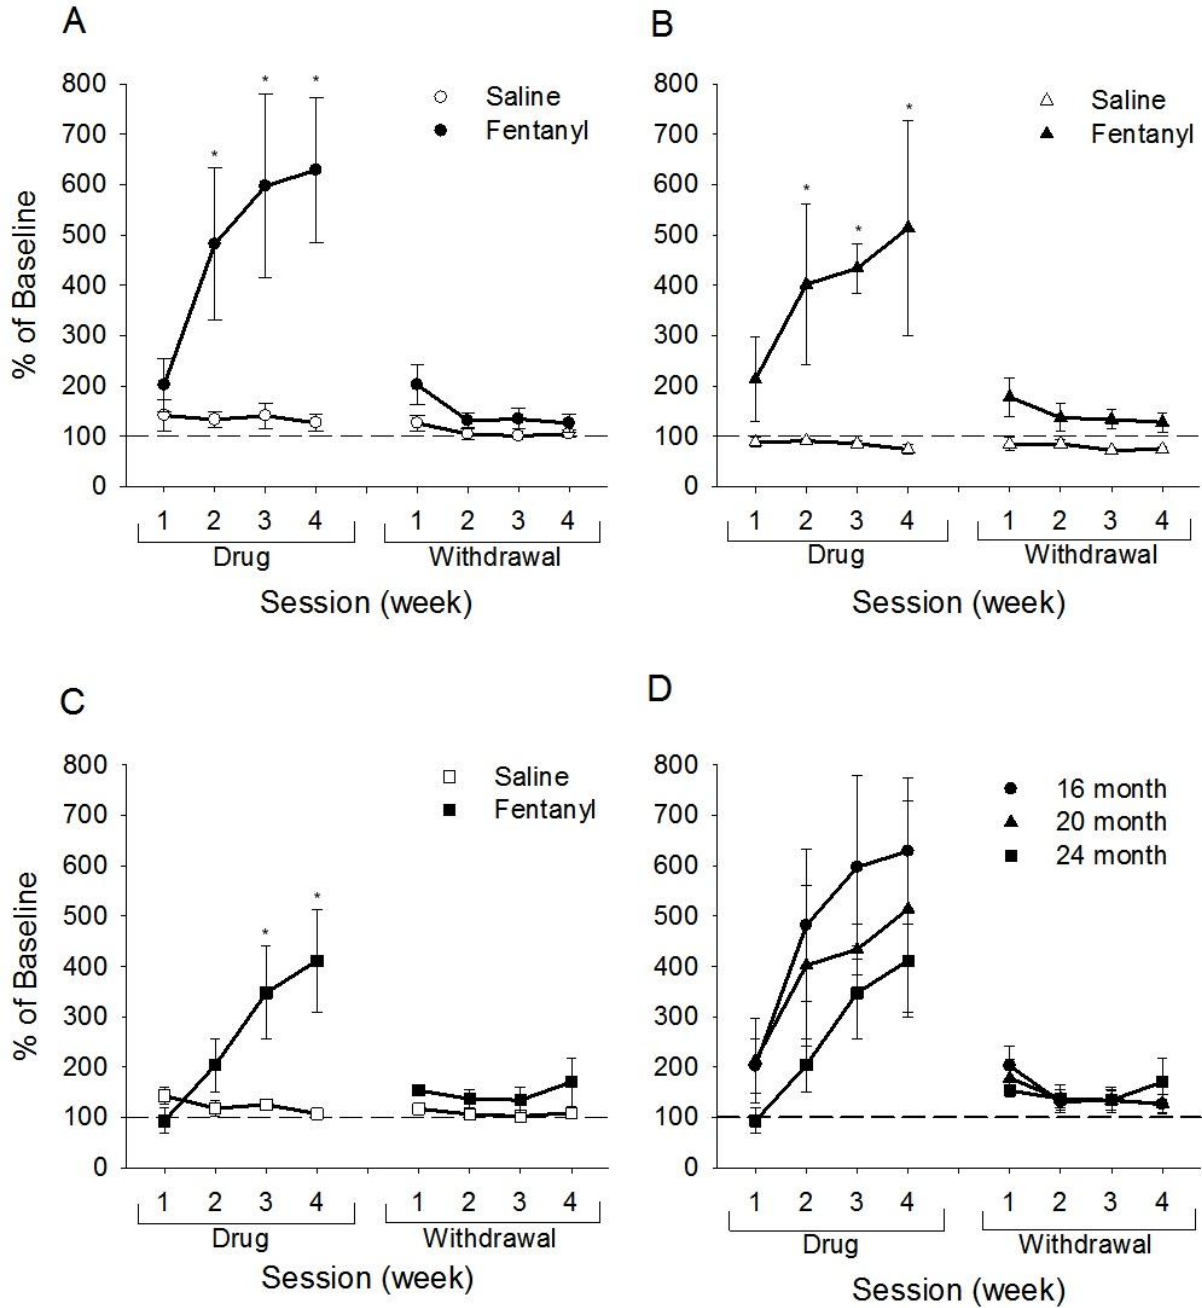 A
% of Baseline
800
700
600
500
400
300
200
100
0
* * *
Saline
Fentanyl
1 2 3 4 1 2 3 4
Drug Withdrawal
Session (week)
B
800
700
600
500
400
300
200
100
0
* * *
Saline
Fentanyl
1 2 3 4 1 2 3 4
Drug Withdrawal
Session (week)
C
% of Baseline
800
700
600
500
400
300
200
100
0
* *
Saline
Fentanyl
1 2 3 4 1 2 3 4
Drug Withdrawal
Session (week)
D
800
700
600
500
400
300
200
100
0
16 month
20 month
24 month
1 2 3 4 1 2 3 4
Drug Withdrawal
Session (week)